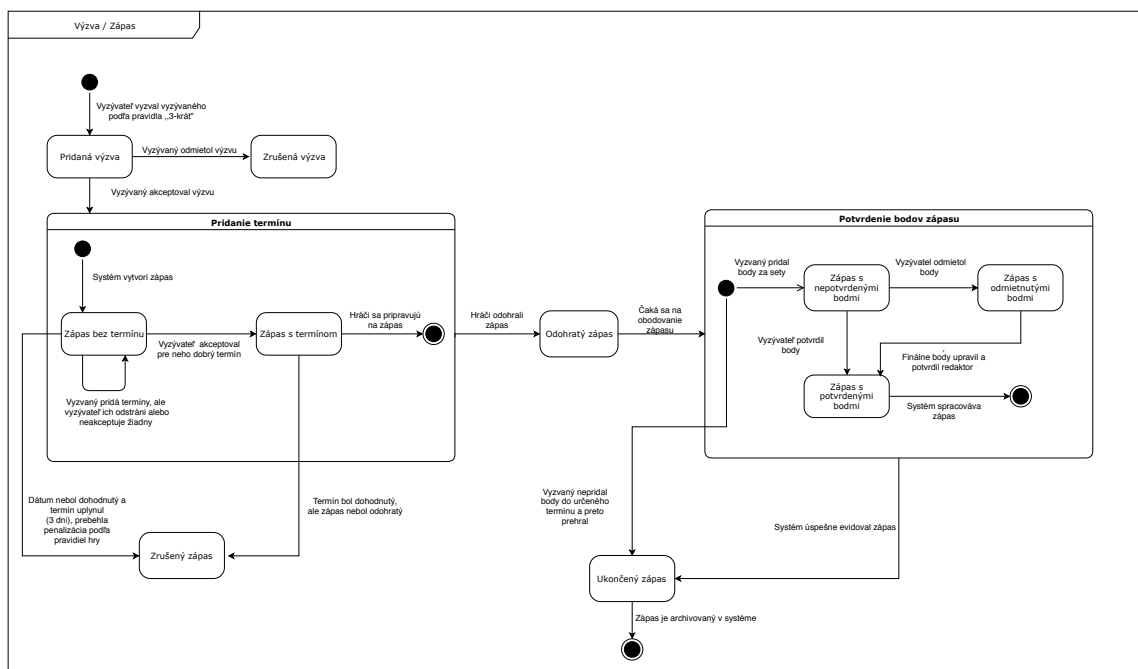 Výzva / Zápas
Vyzývateľ vyzval vyzývaného
podľa pravidla ,,3-krát"
Pridaná výzva
Vyzývaný odmietol výzvu
Zrušená výzva
Vyzývaný akceptoval výzvu
Pridanie termínu
Systém vytvori zápas
Zápas bez termínu
Vyzývateľ akceptoval
pre neho dobrý termín
Zápas s termínom
Hráči sa pripravujú
na zápas
Vyzvaný pridá termíny, ale
vyzývateľ ich odstráni alebo
neakceptuje žiadny
Hráči odohrali
zápas
Odohratý zápas
Čaká sa na
obodovanie
zápasu
Potvrdenie bodov zápasu
Vyzvaný pridal
body za sety
Zápas s
nepotvrdenými
bodmi
Vyzývatel odmietol
body
Zápas s
odmietnutými
bodmi
Vyzývateľ potvrdil
body
,
Finálne body upravil a
potvrdil redaktor
Zápas s
potvrdenými
bodmi
Systém spracováva
zápas
Dátum nebol dohodnutý a
termín uplynul
(3 dni), prebehla
penalizácia podľa
pravidiel hry
Zrušený zápas
Termín bol dohodnutý,
ale zápas nebol odohratý
Vyzvaný nepridal
body do určeného
termínu a preto
prehral
Systém úspešne evidoval zápas
Ukončený zápas
Zápas je archivovaný v systéme